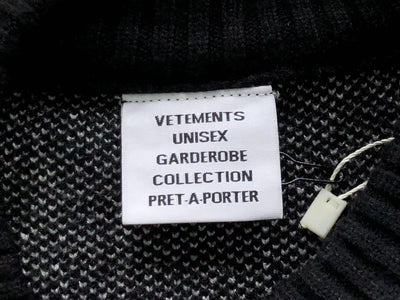 VETEMENTS
UNISEX
GARDEROBE
COLLECTION
PRET-A-PORTER